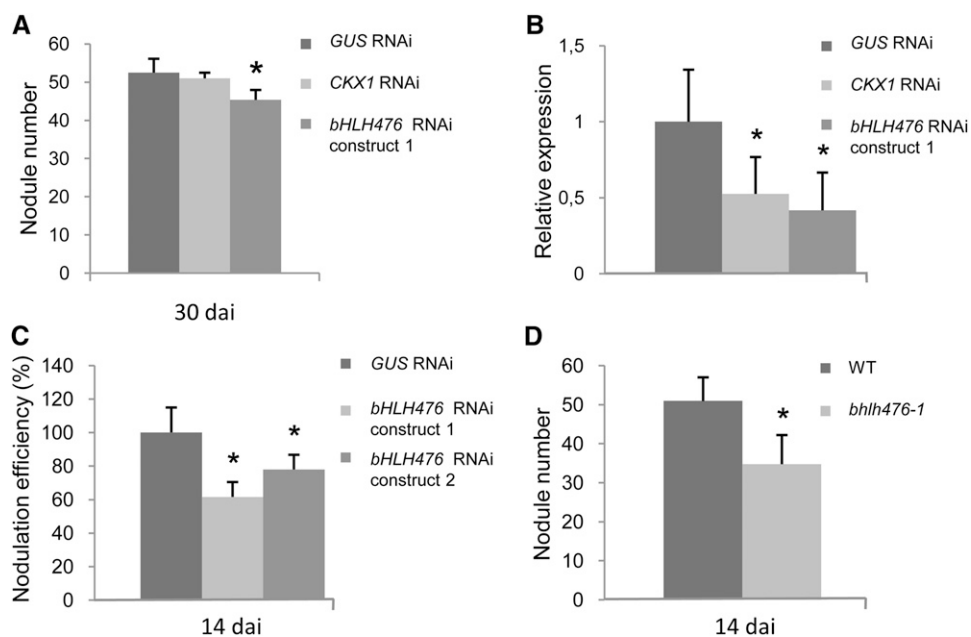 A
Nodule number
60
50
40
30
20
10
0
*
30 dai
GUS RNAi
CKX1 RNAi
bHLH476 RNAi
construct 1
B
Relative expression
1,5
1
0,5
0
*
*
GUS RNAi
CKX1 RNAi
bHLH476 RNAi
construct 1
C
Nodulation efficiency (%)
140
120
100
80
60
40
20
0
*
*
14 dai
GUS RNAi
bHLH476 RNAi
construct 1
bHLH476 RNAi
construct 2
D
Nodule number
60
50
40
30
20
10
0
*
14 dai
WT
bhlh476-1